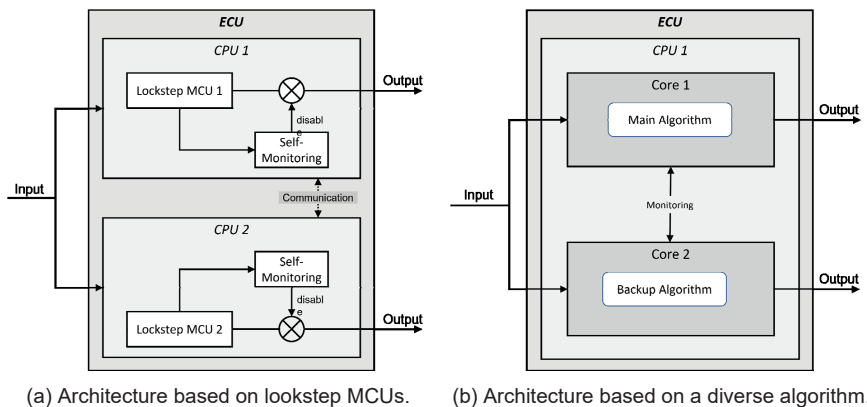 ECU
CPU 1
Lockstep MCU 1
Output
disabl
e
Self-
Monitoring
Input
Communication
CPU 2
Self-
Monitoring
disabl
e
Lockstep MCU 2
Output
(a) Architecture based on lookstep MCUs.
ECU
CPU 1
Core 1
Main Algorithm
Output
Input
Monitoring
Core 2
Backup Algorithm
Output
(b) Architecture based on a diverse algorithm